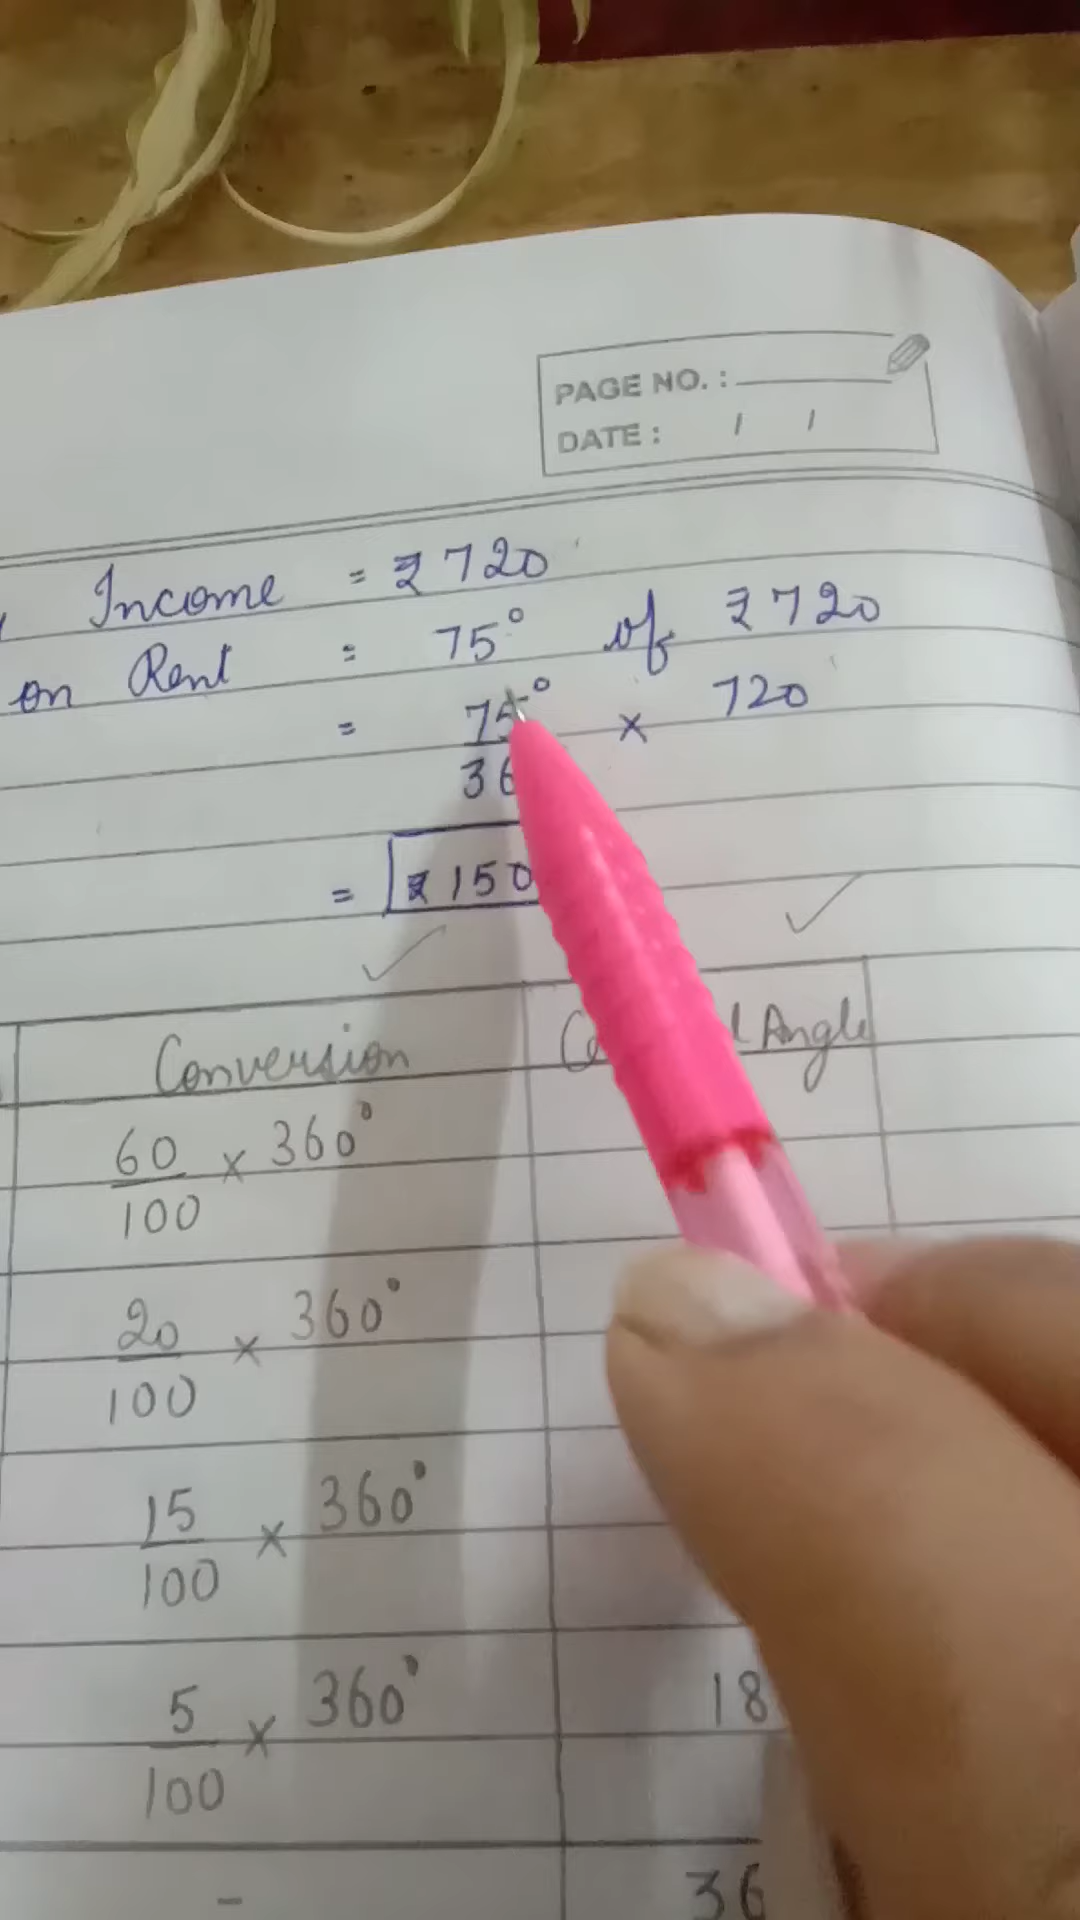 PAGE NO. :
DATE : / /
Income = ₹720
on Rent = 75° of ₹720
= 75° × 720
36
= ₹150
Conversion Angle
60/100 × 360°
20/100 × 360°
15/100 × 360°
5/100 × 360° 18
- 36